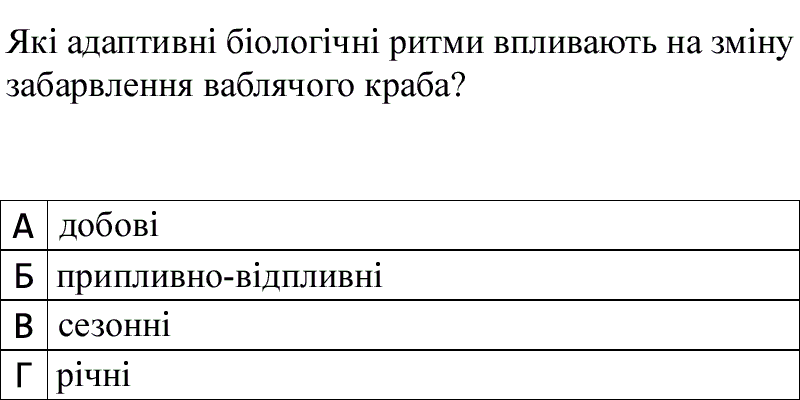 Які адаптивні біологічні ритми впливають на зміну
забарвлення ваблячого краба?
А добові
Б припливно-відпливні
В сезонні
Г річні